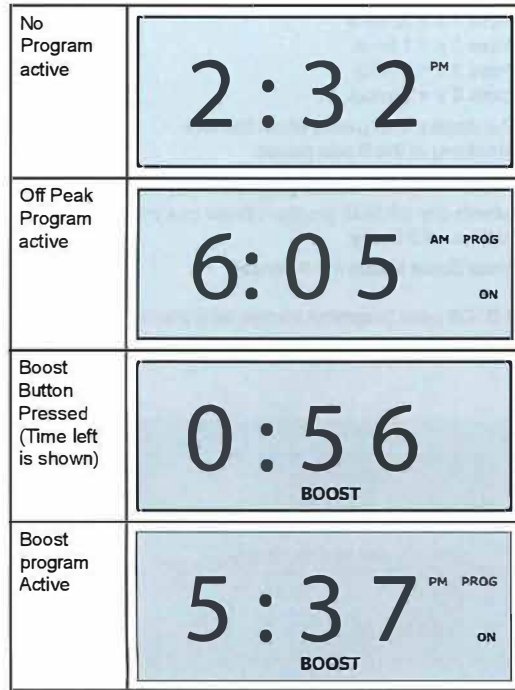 No
Program
active
2:32 PM
Off Peak
Program
active
6:05 AM PROG
ON
Boost
Button
Pressed
(Time left
is shown)
0:56
BOOST
Boost
program
Active
5:37 PM PROG
ON
BOOST